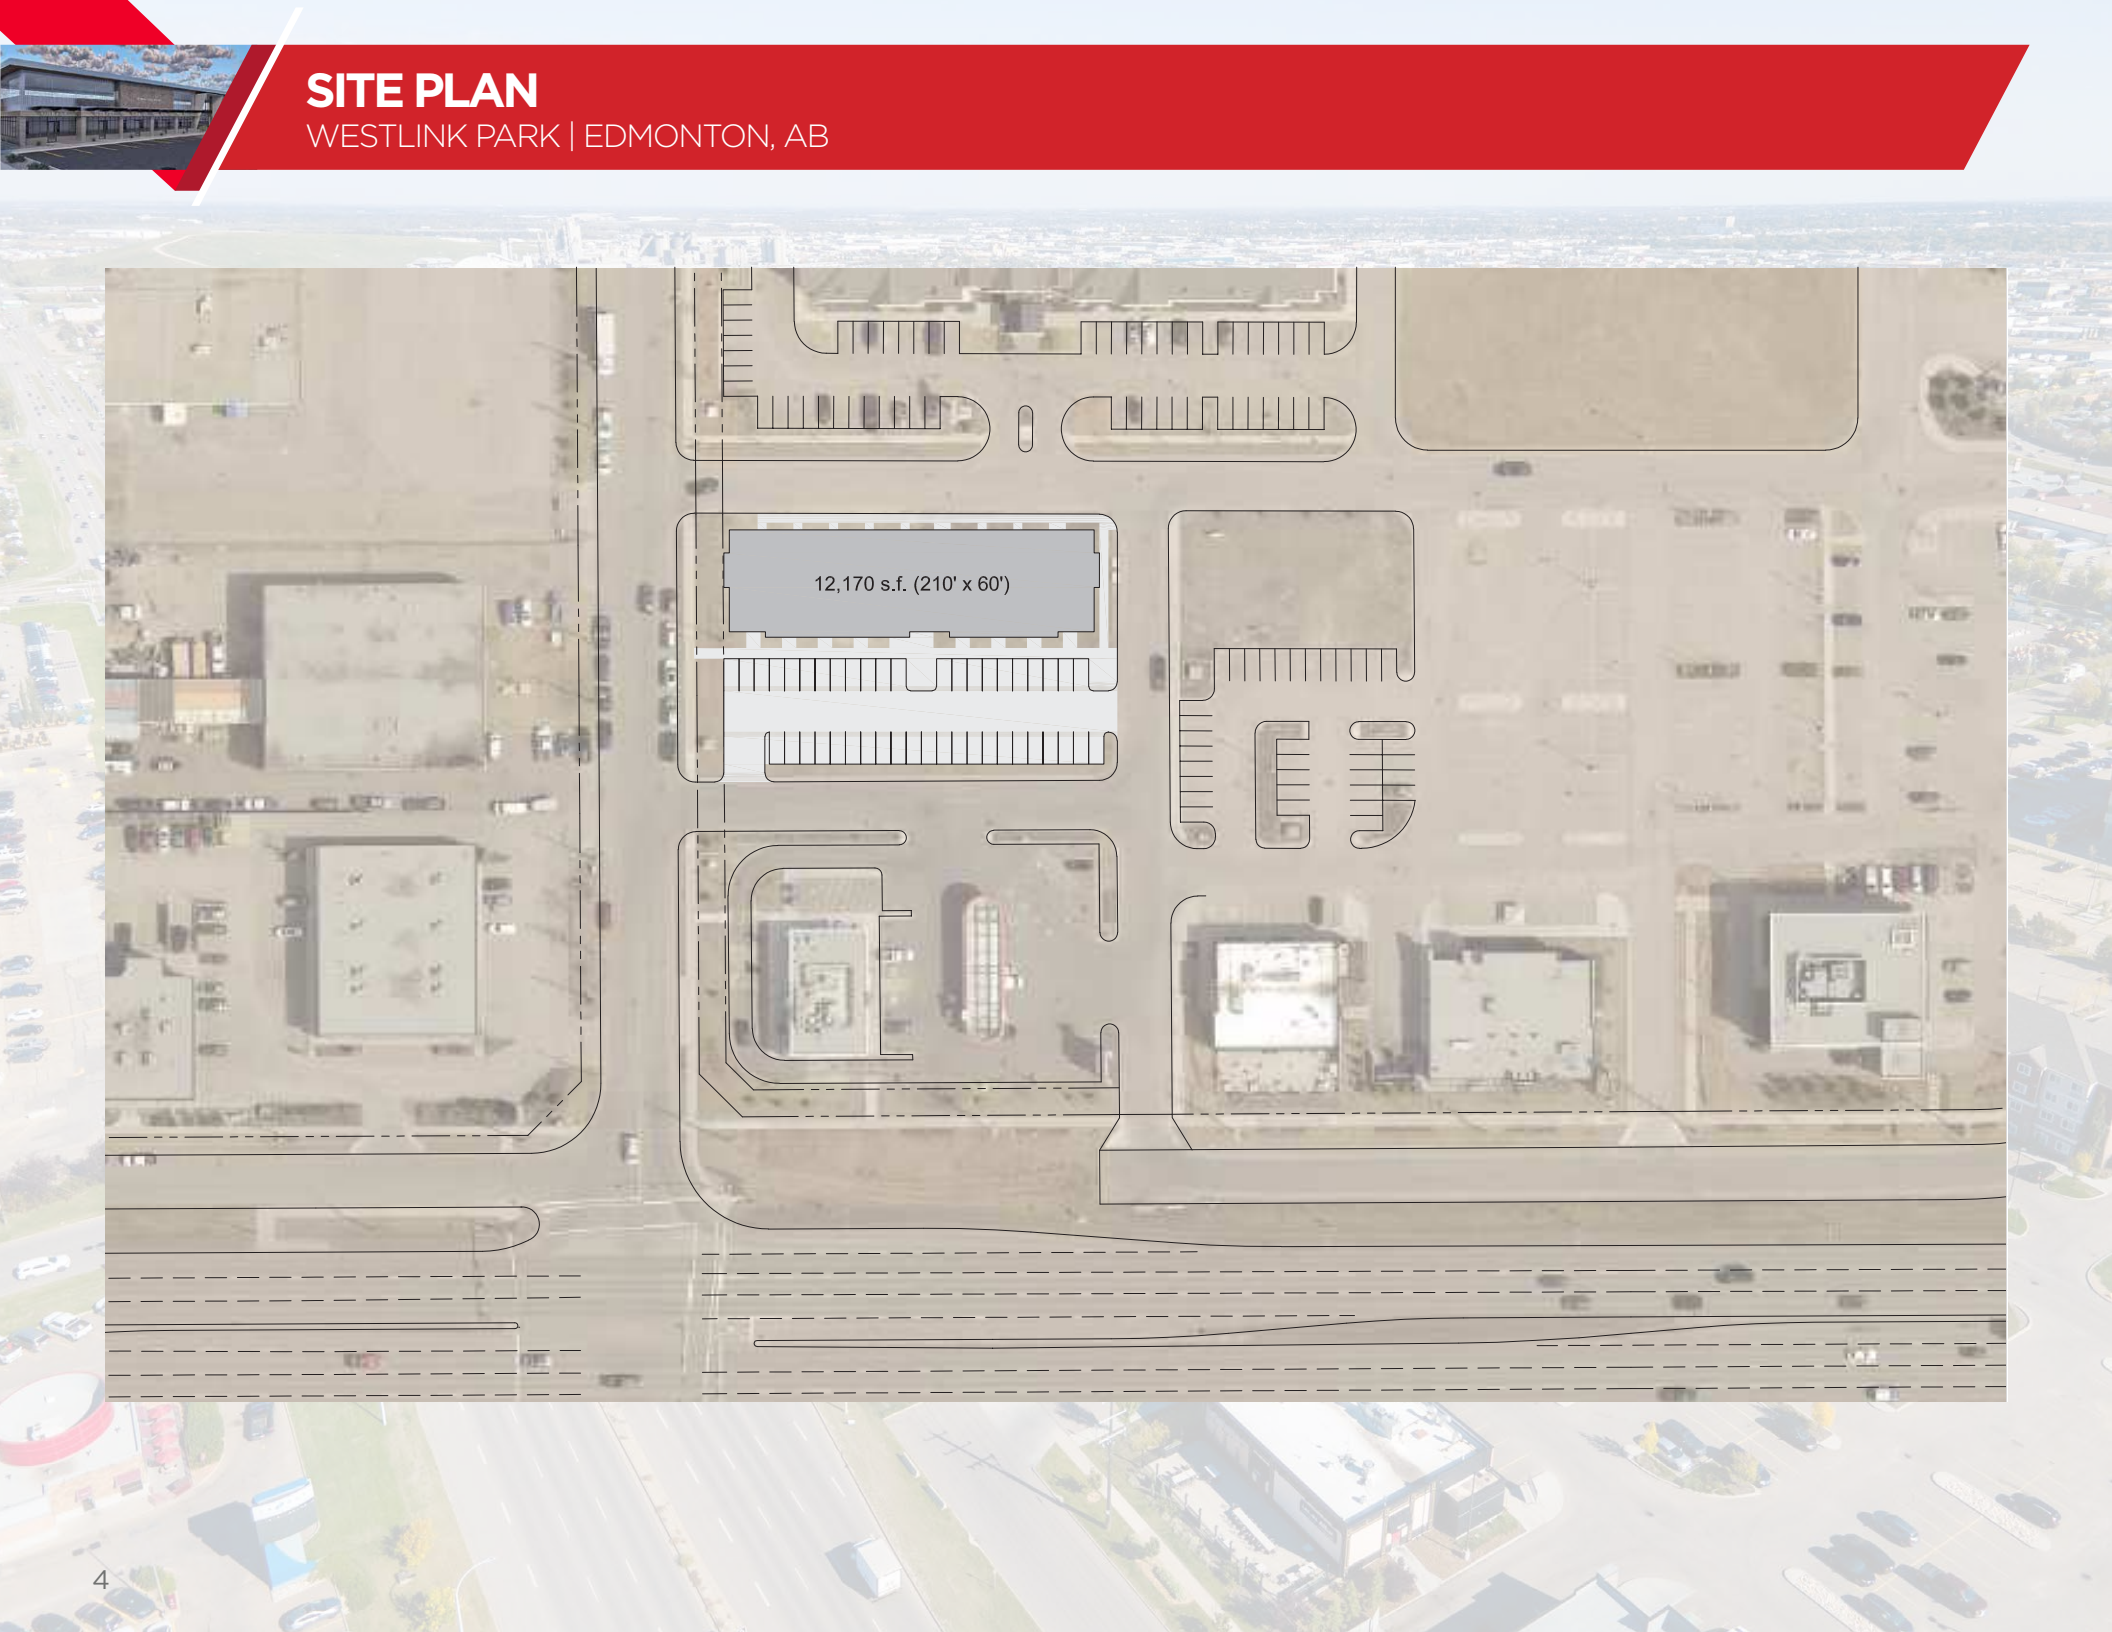 SITE PLAN
WESTLINK PARK | EDMONTON, AB
12,170 s.f. (210' x 60')
4